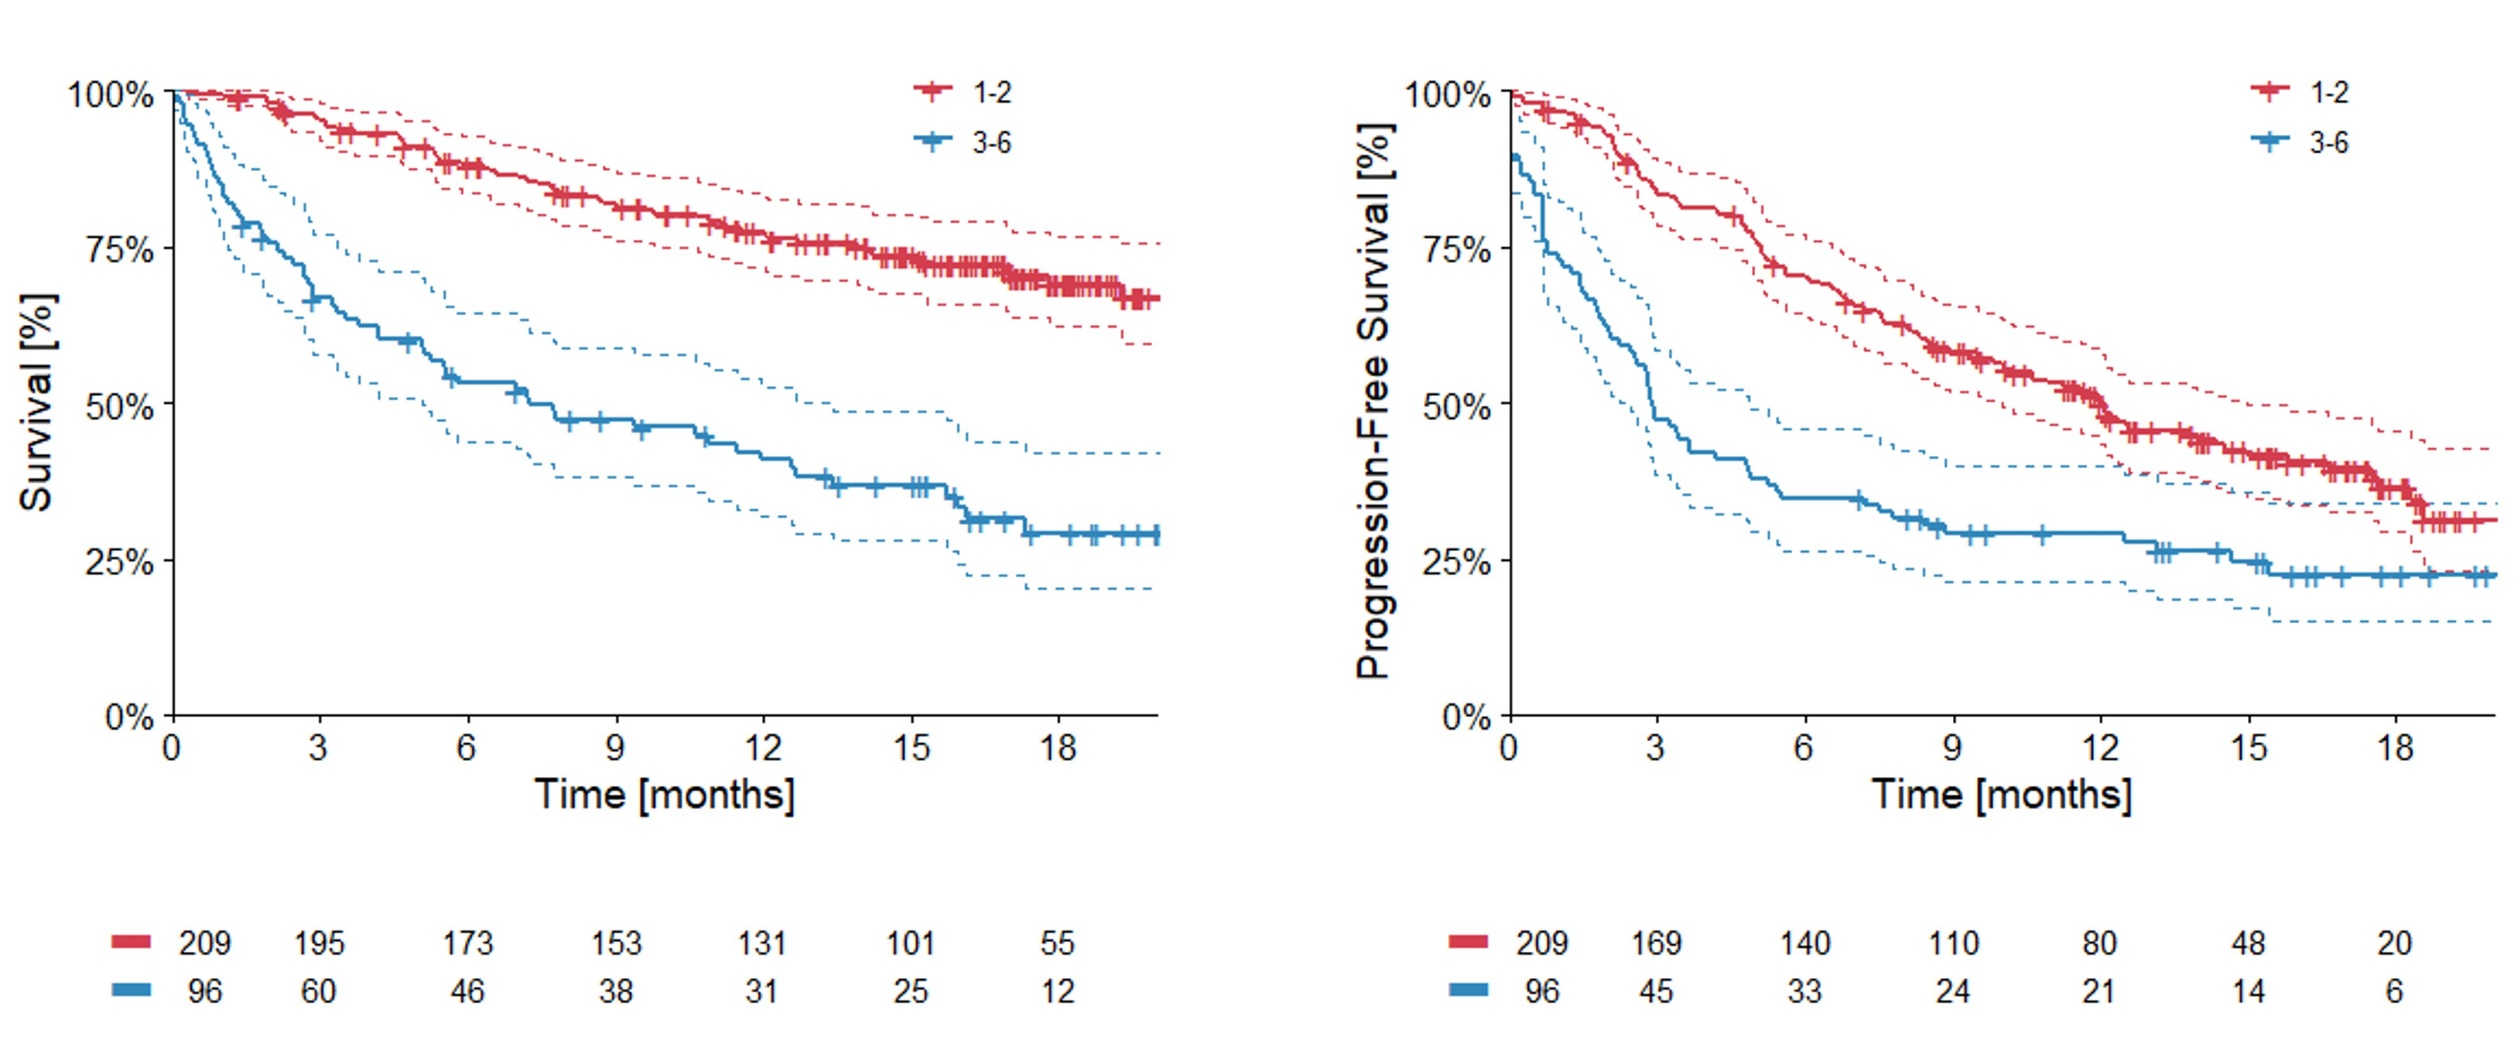 Survival [%]
100%
75%
50%
25%
0%
1-2
3-6
0 3 6 9 12 15 18
Time [months]
209 195 173 153 131 101 55
96 60 46 38 31 25 12
Progression-Free Survival [%]
100%
75%
50%
25%
0%
1-2
3-6
0 3 6 9 12 15 18
Time [months]
209 169 140 110 80 48 20
96 45 33 24 21 14 6